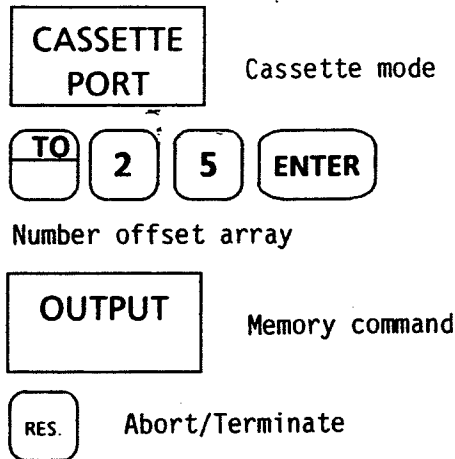 CASSETTE
PORT
Cassette mode
TO 2 5 ENTER
Number offset array
OUTPUT
Memory command
RES.
Abort/Terminate